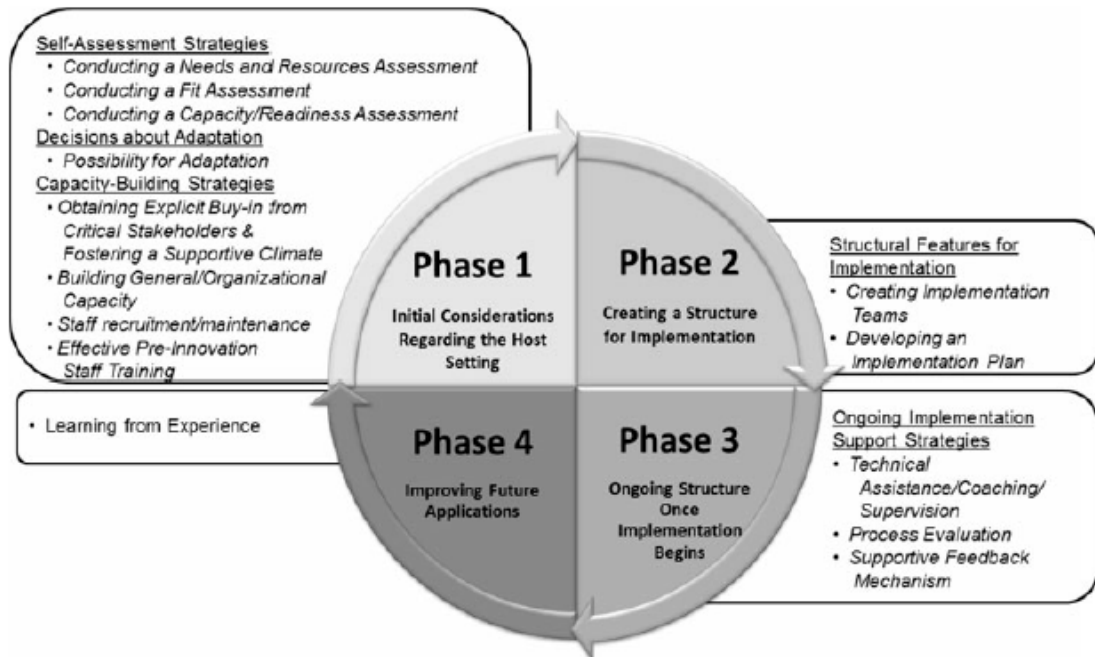 Self-Assessment Strategies
• Conducting a Needs and Resources Assessment
• Conducting a Fit Assessment
• Conducting a Capacity/Readiness Assessment
Decisions about Adaptation
• Possibility for Adaptation
Capacity-Building Strategies
• Obtaining Explicit Buy-in from
Critical Stakeholders &
Fostering a Supportive Climate
• Building General/Organizational
Capacity
• Staff recruitment/maintenance
• Effective Pre-Innovation
Staff Training
Phase 1
Initial Considerations
Regarding the Host
Setting
Phase 2
Creating a Structure
for Implementation
Structural Features for
Implementation
• Creating Implementation
Teams
• Developing an
Implementation Plan
• Learning from Experience
Phase 4
Improving Future
Applications
Phase 3
Ongoing Structure
Once
Implementation
Begins
Ongoing Implementation
Support Strategies
• Technical
Assistance/Coaching/
Supervision
• Process Evaluation
• Supportive Feedback
Mechanism